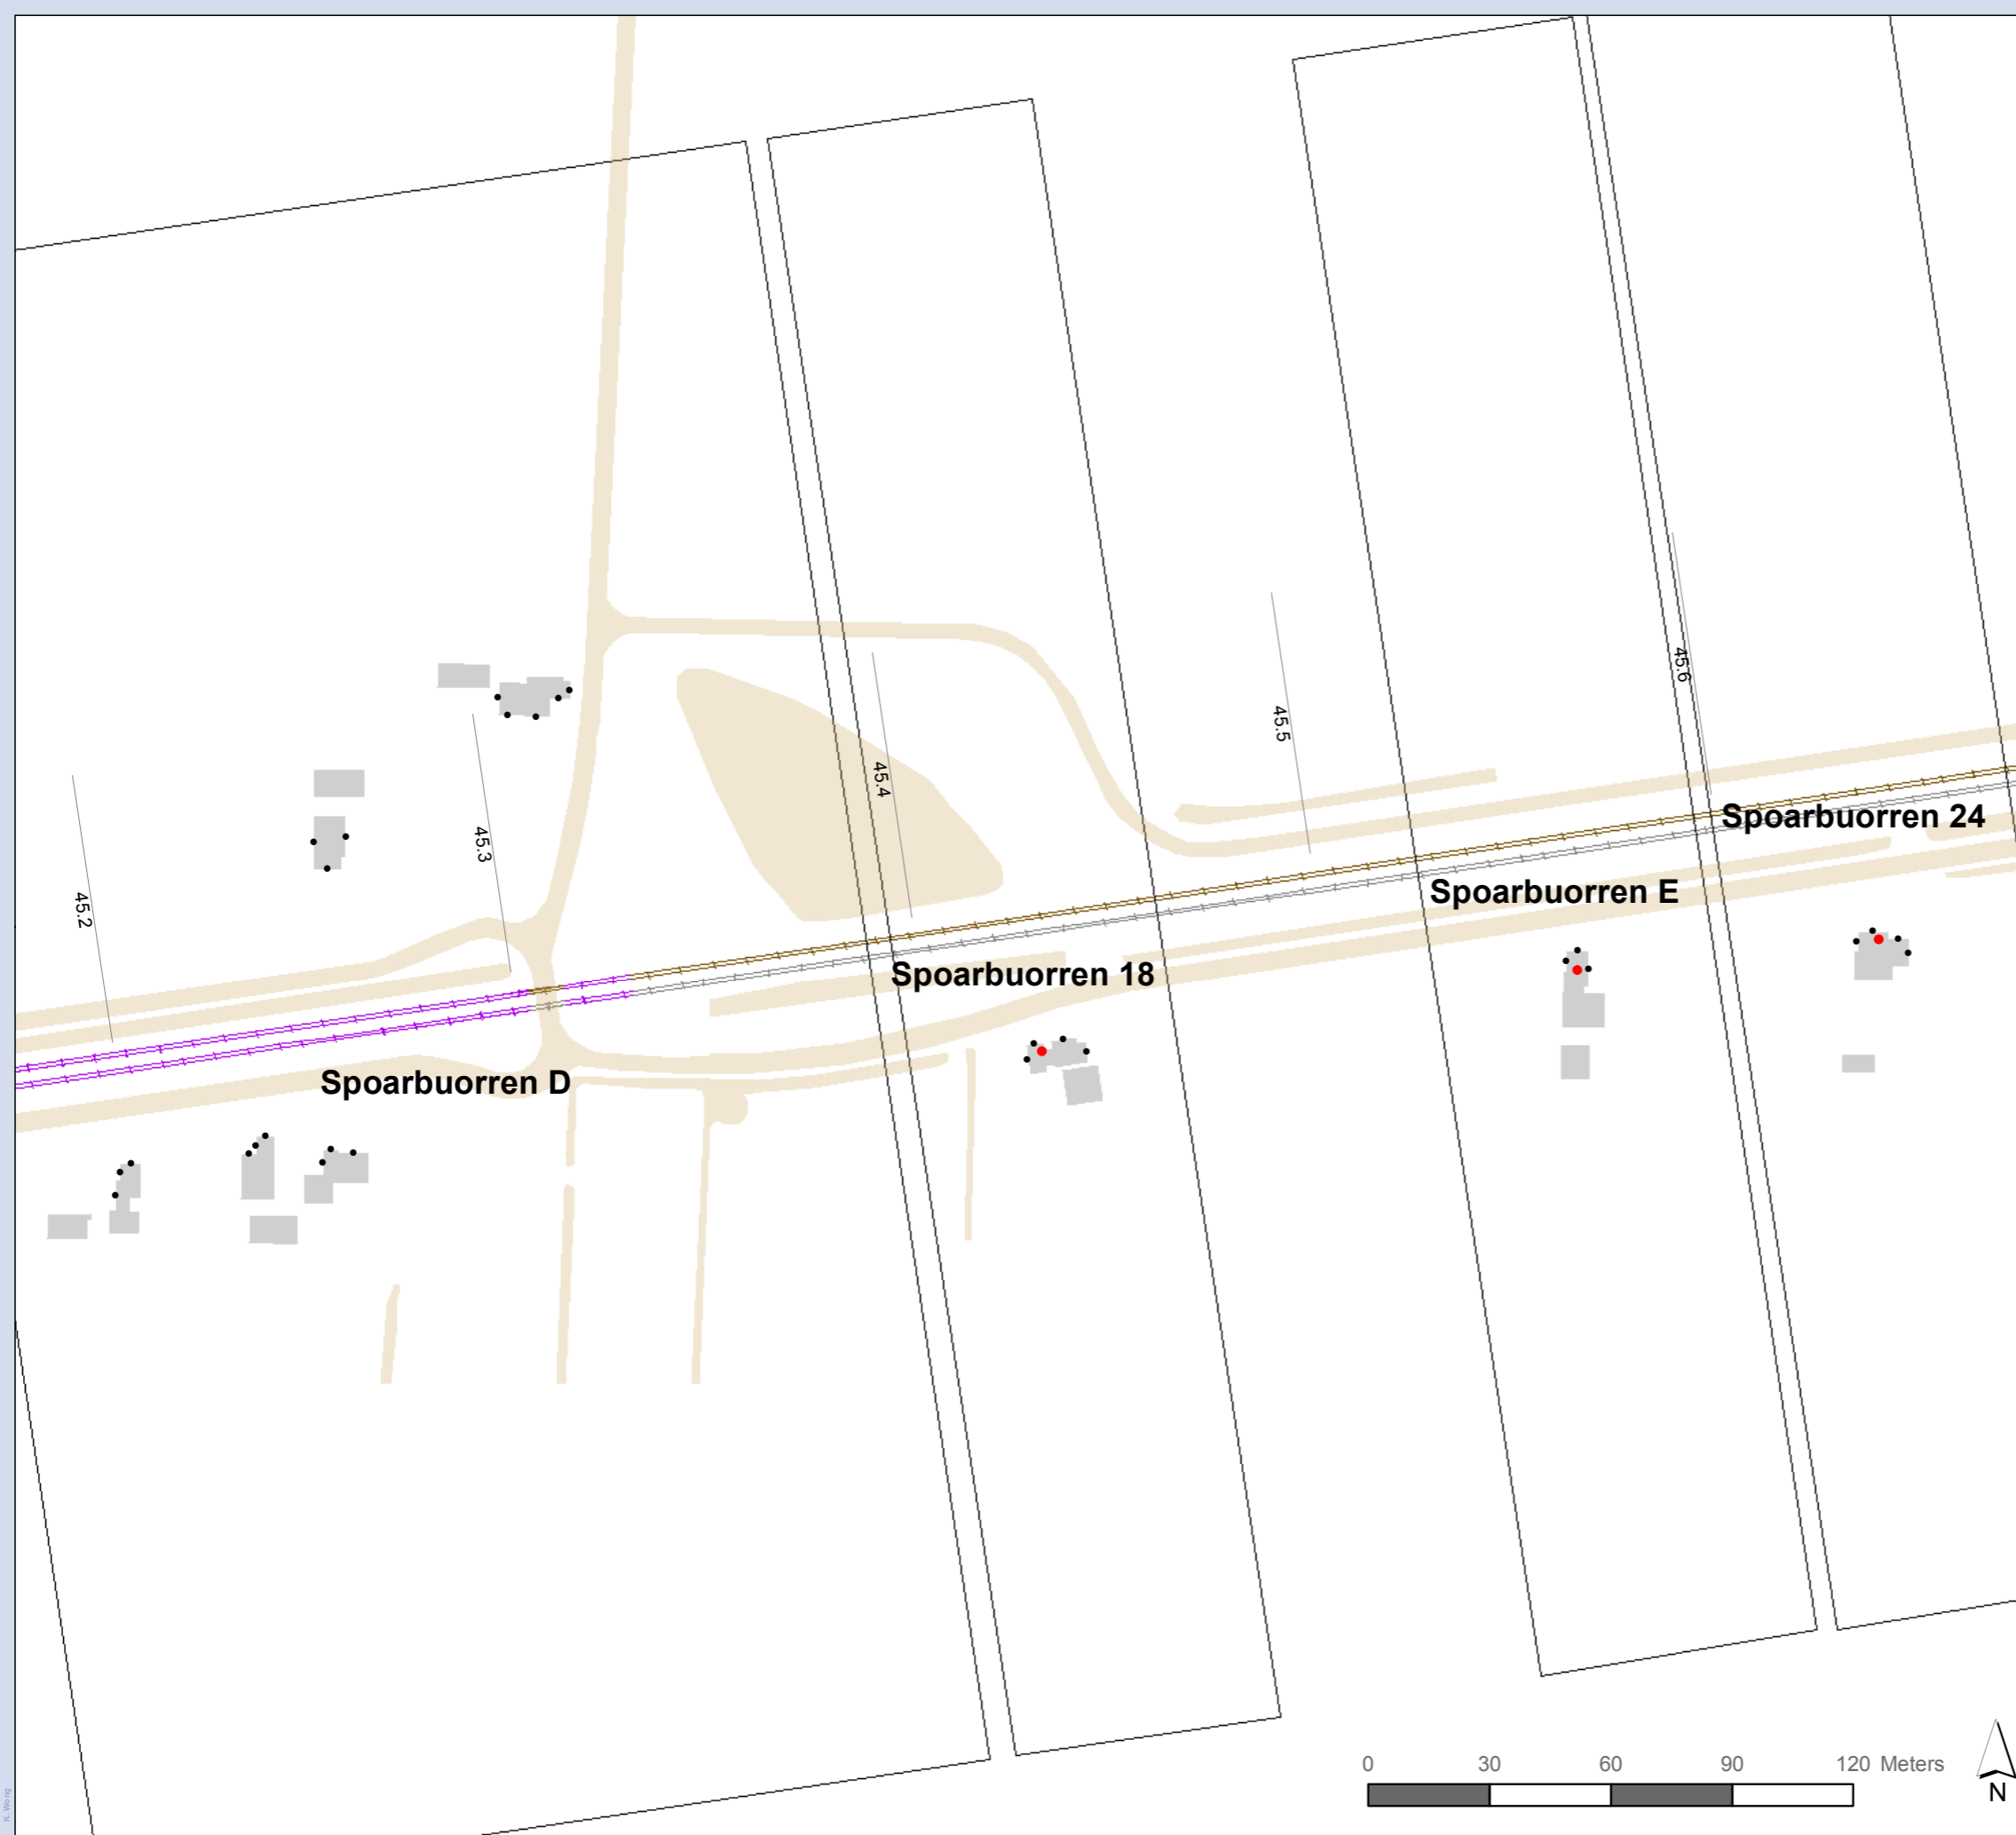 45.6
45.5
45.4
Spoarbuorren 24
45.3
Spoarbuorren E
45.2
Spoarbuorren 18
Spoarbuorren D
0 30 60 90 120 Meters
N
K. Wong